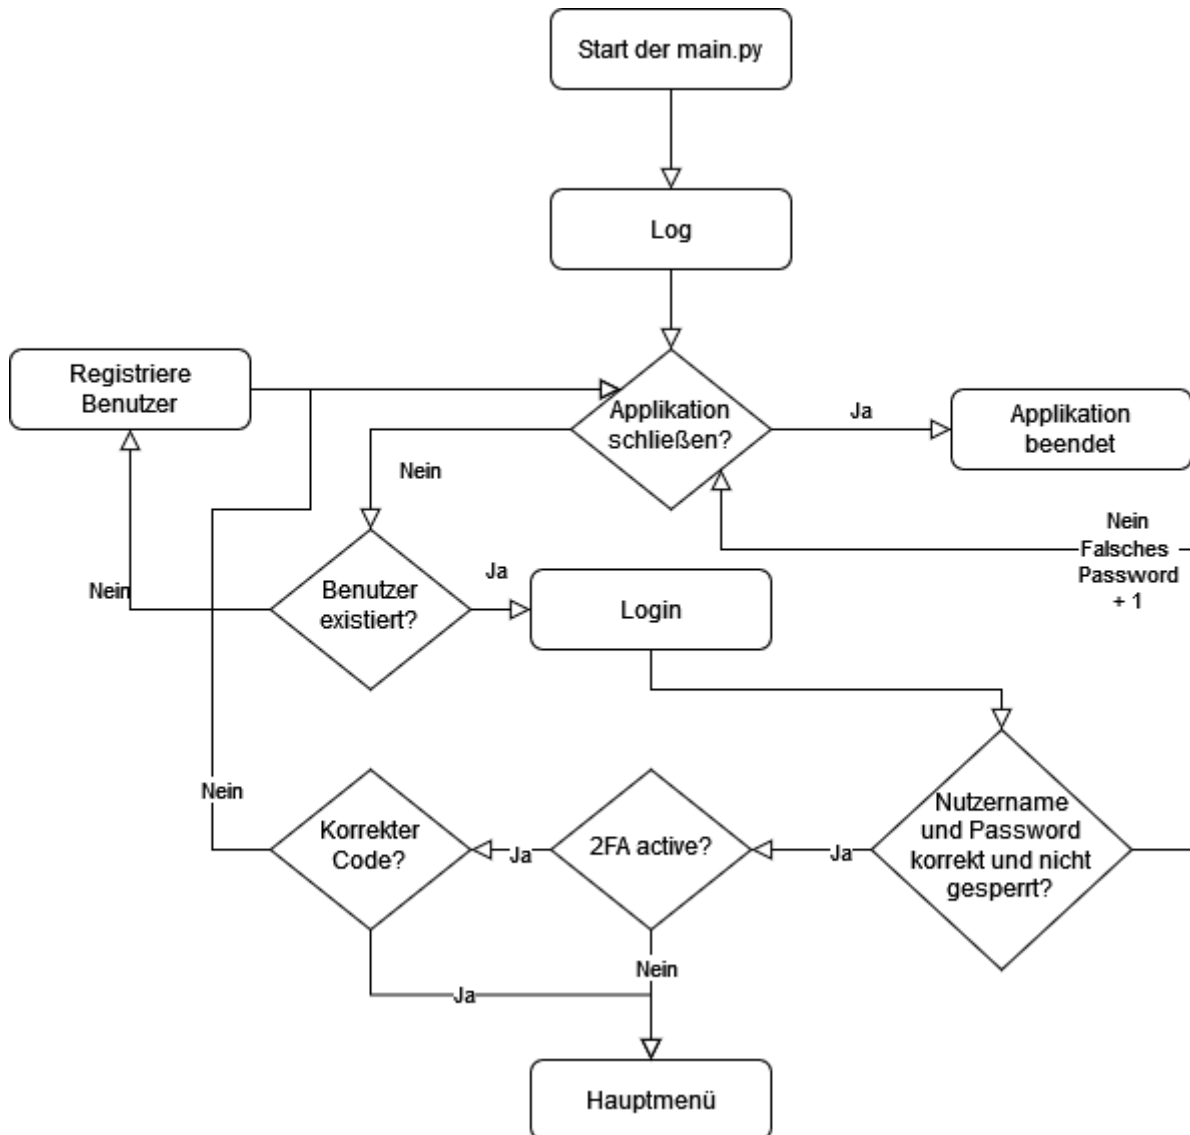 Start der main.py
Log
Registriere
Benutzer
Applikation
schließen?
Ja
Applikation
beendet
Nein
Nein
Falsches
Password
+ 1
Nein
Benutzer
existiert?
Ja
Login
Nein
Korrekter
Code?
Ja
2FA active?
Ja
Nutzername
und Password
korrekt und nicht
gesperrt?
Nein
Ja
Hauptmenü